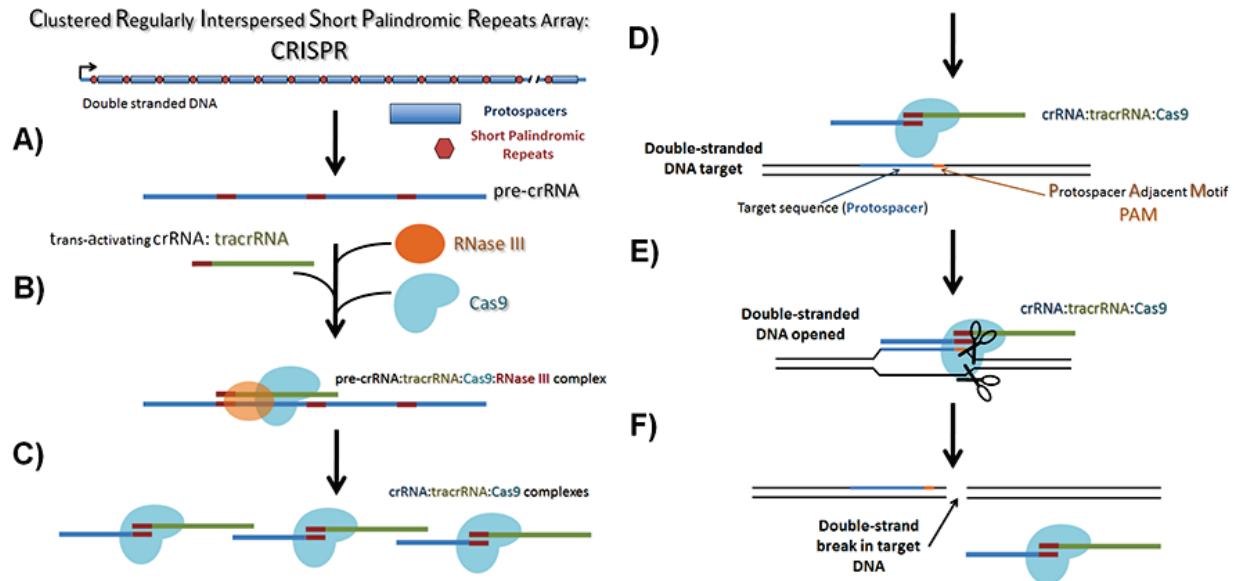 Clustered Regularly Interspersed Short Palindromic Repeats Array:
CRISPR
Double stranded DNA
Protospacers
Short Palindromic
Repeats
A)
pre-crRNA
trans-activating crRNA: tracrRNA
RNase III
B)
Cas9
pre-crRNA:tracrRNA:Cas9:RNase III complex
C)
crRNA:tracrRNA:Cas9 complexes
D)
crRNA:tracrRNA:Cas9
Double-stranded
DNA target
Target sequence (Protospacer)
Protospacer Adjacent Motif
PAM
E)
Double-stranded
DNA opened
crRNA:tracrRNA:Cas9
F)
Double-strand
break in target
DNA